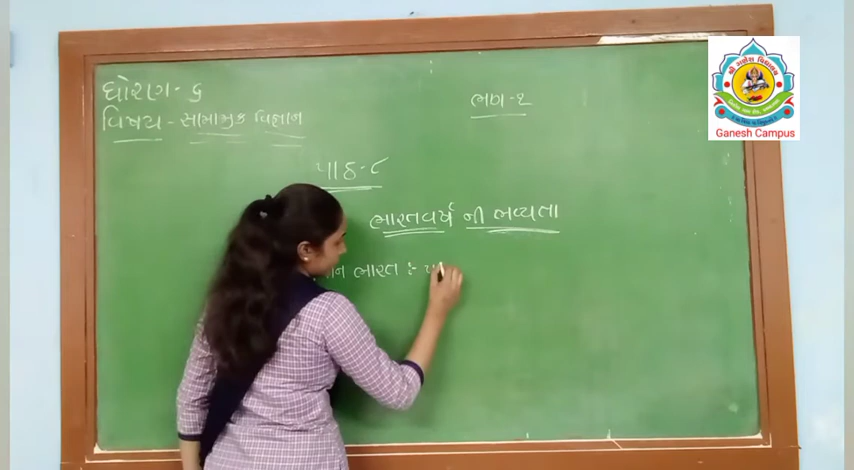 ધોરણ - ૬
ભાગ - ૨
વિષય - સામાજીક વિજ્ઞાન
પાઠ - ૮
ભારતવર્ષ ની ભવ્યતા
ભારત :-
Ganesh Campus